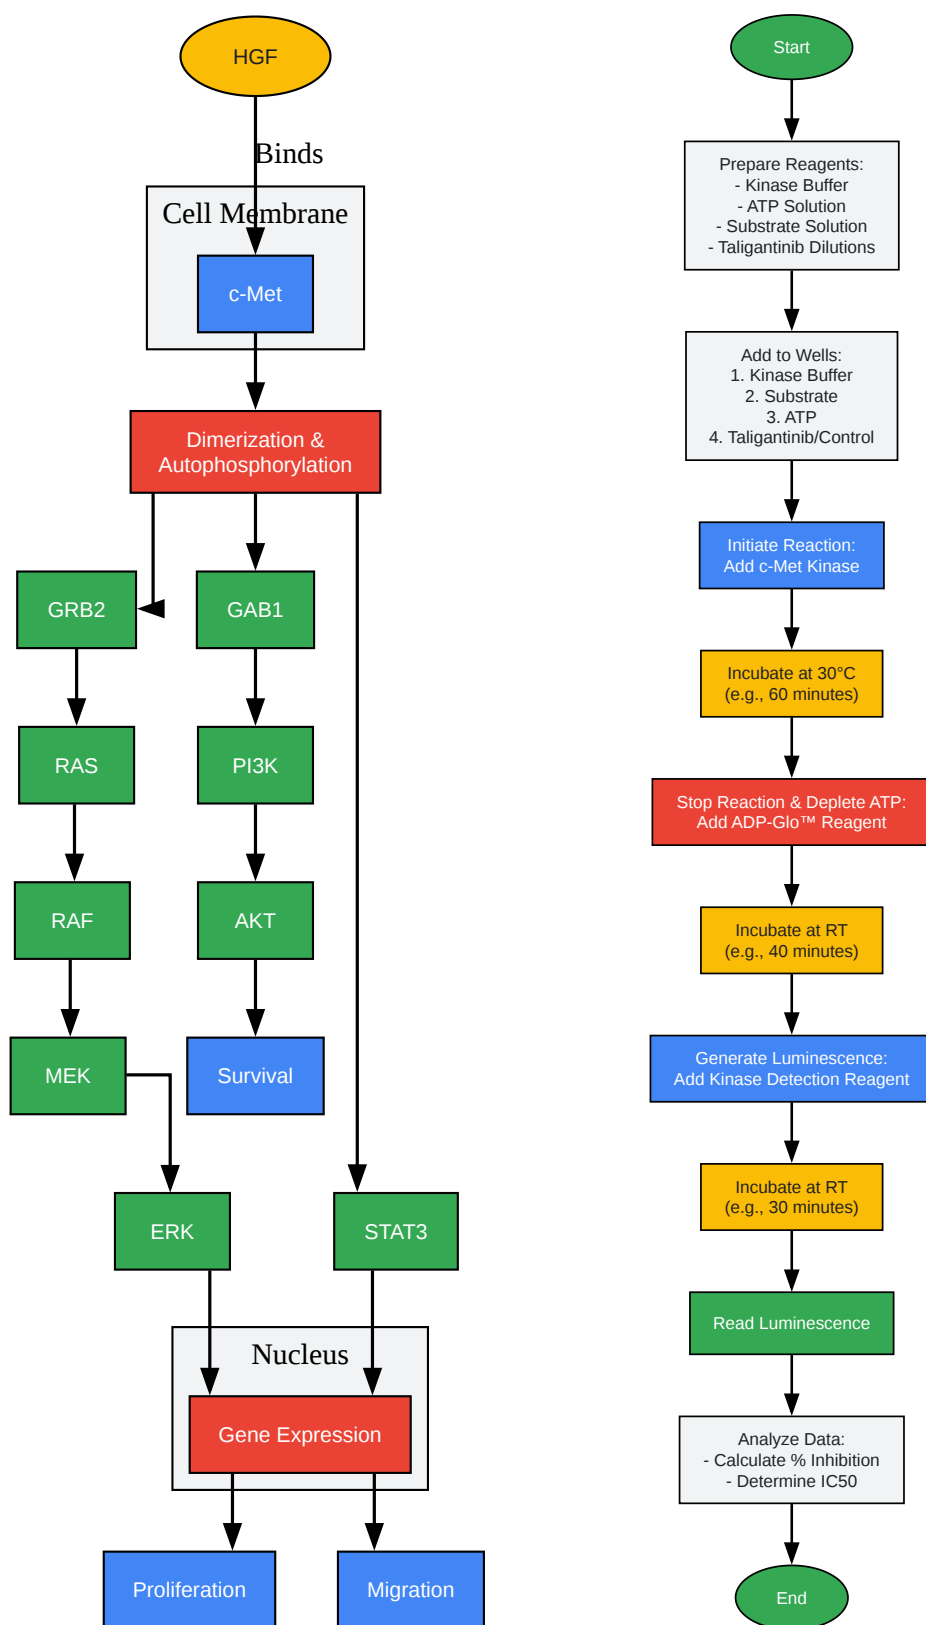 HGF
Binds
Cell Membrane
c-Met
Dimerization &
Autophosphorylation
GRB2
GAB1
RAS
PI3K
RAF
AKT
MEK
Survival
ERK
STAT3
Nucleus
Gene Expression
Proliferation
Migration
Start
Prepare Reagents:
- Kinase Buffer
- ATP Solution
- Substrate Solution
- Taligantinib Dilutions
Add to Wells:
1. Kinase Buffer
2. Substrate
3. ATP
4. Taligantinib/Control
Initiate Reaction:
Add c-Met Kinase
Incubate at 30°C
(e.g., 60 minutes)
Stop Reaction & Deplete ATP:
Add ADP-Glo™ Reagent
Incubate at RT
(e.g., 40 minutes)
Generate Luminescence:
Add Kinase Detection Reagent
Incubate at RT
(e.g., 30 minutes)
Read Luminescence
Analyze Data:
- Calculate % Inhibition
- Determine IC50
End